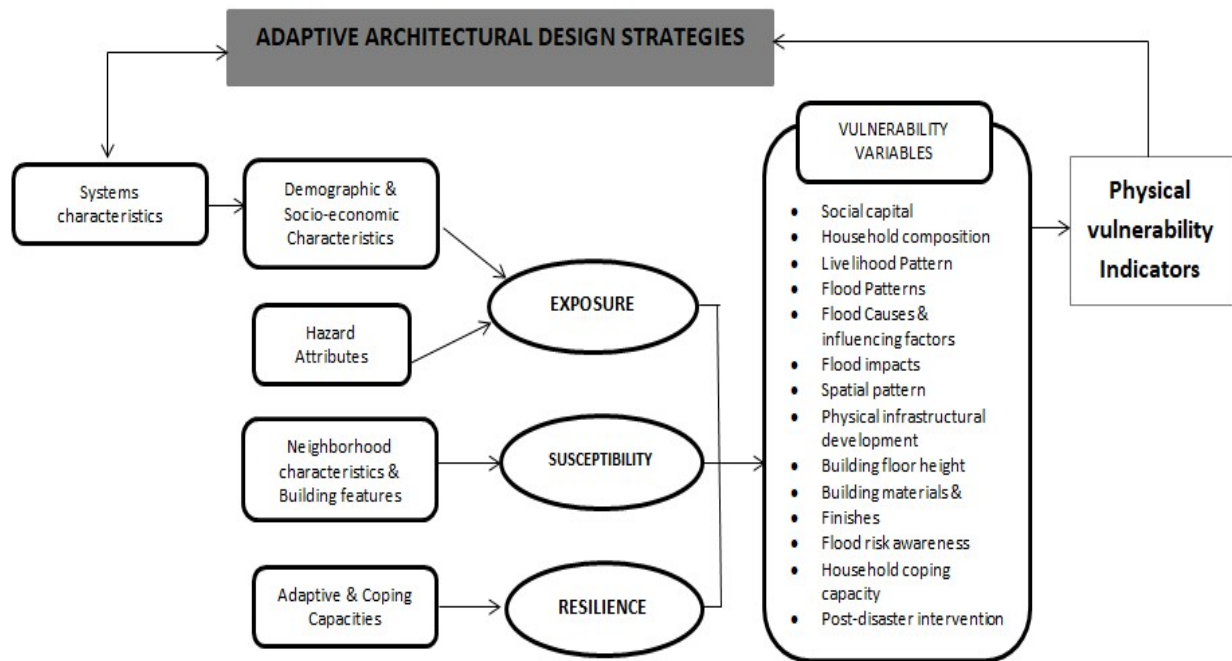 ADAPTIVE ARCHITECTURAL DESIGN STRATEGIES
Systems
characteristics
Demographic &
Socio-economic
Characteristics
Hazard
Attributes
Neighborhood
characteristics &
Building features
Adaptive & Coping
Capacities
EXPOSURE
SUSCEPTIBILITY
RESILIENCE
VULNERABILITY
VARIABLES
• Social capital
• Household composition
• Livelihood Pattern
• Flood Patterns
• Flood Causes &
influencing factors
• Flood impacts
• Spatial pattern
• Physical infrastructural
development
• Building floor height
• Building materials &
• Finishes
• Flood risk awareness
• Household coping
capacity
• Post-disaster intervention
Physical
vulnerability
Indicators